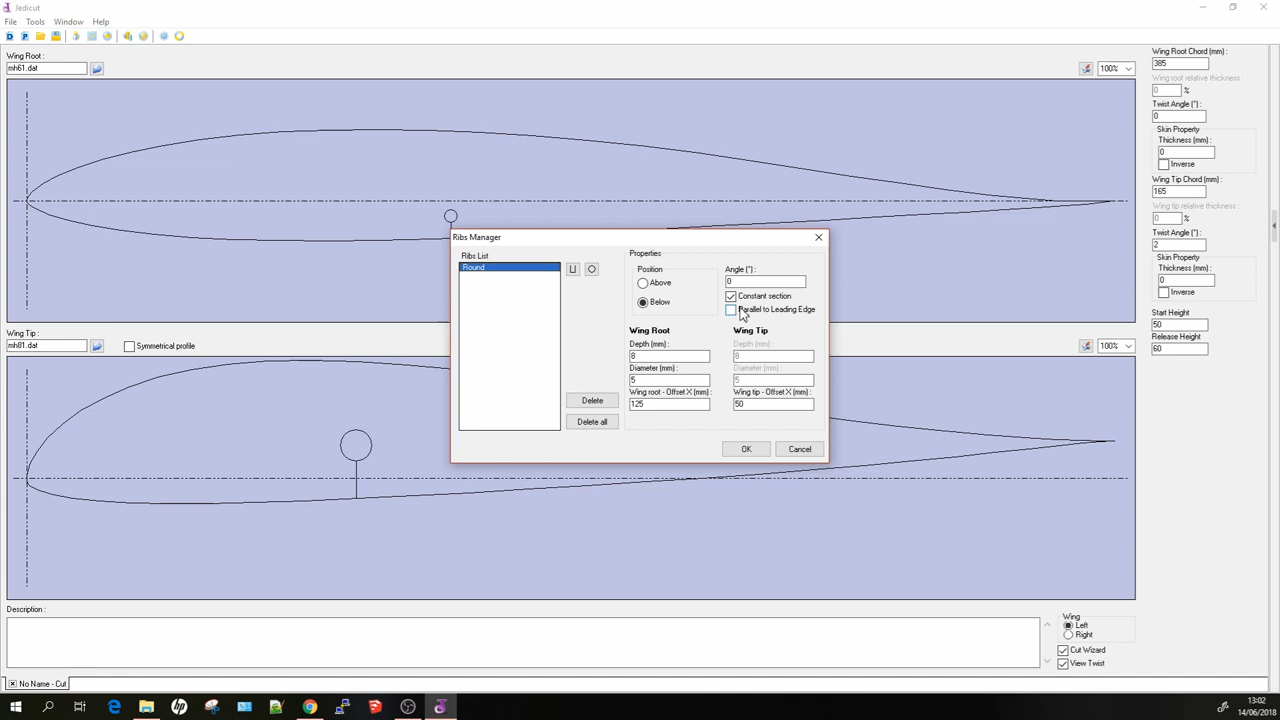 Jedicut
File Tools Window Help
Wing Root :
mh61.dat
100%
Wing Root Chord (mm) :
385
Wing root relative thickness :
0 %
Twist Angle (°) :
0
Skin Property
Thickness (mm) :
0
Inverse
Wing Tip Chord (mm) :
165
Wing tip relative thickness :
0 %
Twist Angle (°) :
2
Skin Property
Thickness (mm) :
0
Inverse
Start Height
50
Release Height
60
Ribs Manager
Ribs List
Round
Delete
Delete all
Properties
Position
Above
Below
Angle (°) :
0
Constant section
Parallel to Leading Edge
Wing Root
Wing Tip
Depth (mm) :
Depth (mm) :
8
8
Diameter (mm) :
Diameter (mm) :
5
5
Wing root - Offset X (mm) :
Wing tip - Offset X (mm) :
125
50
OK
Cancel
Wing Tip :
mh81.dat
Symmetrical profile
100%
Description :
Wing
Left
Right
Cut Wizard
View Twist
No Name - Cut
13:02
14/06/2018